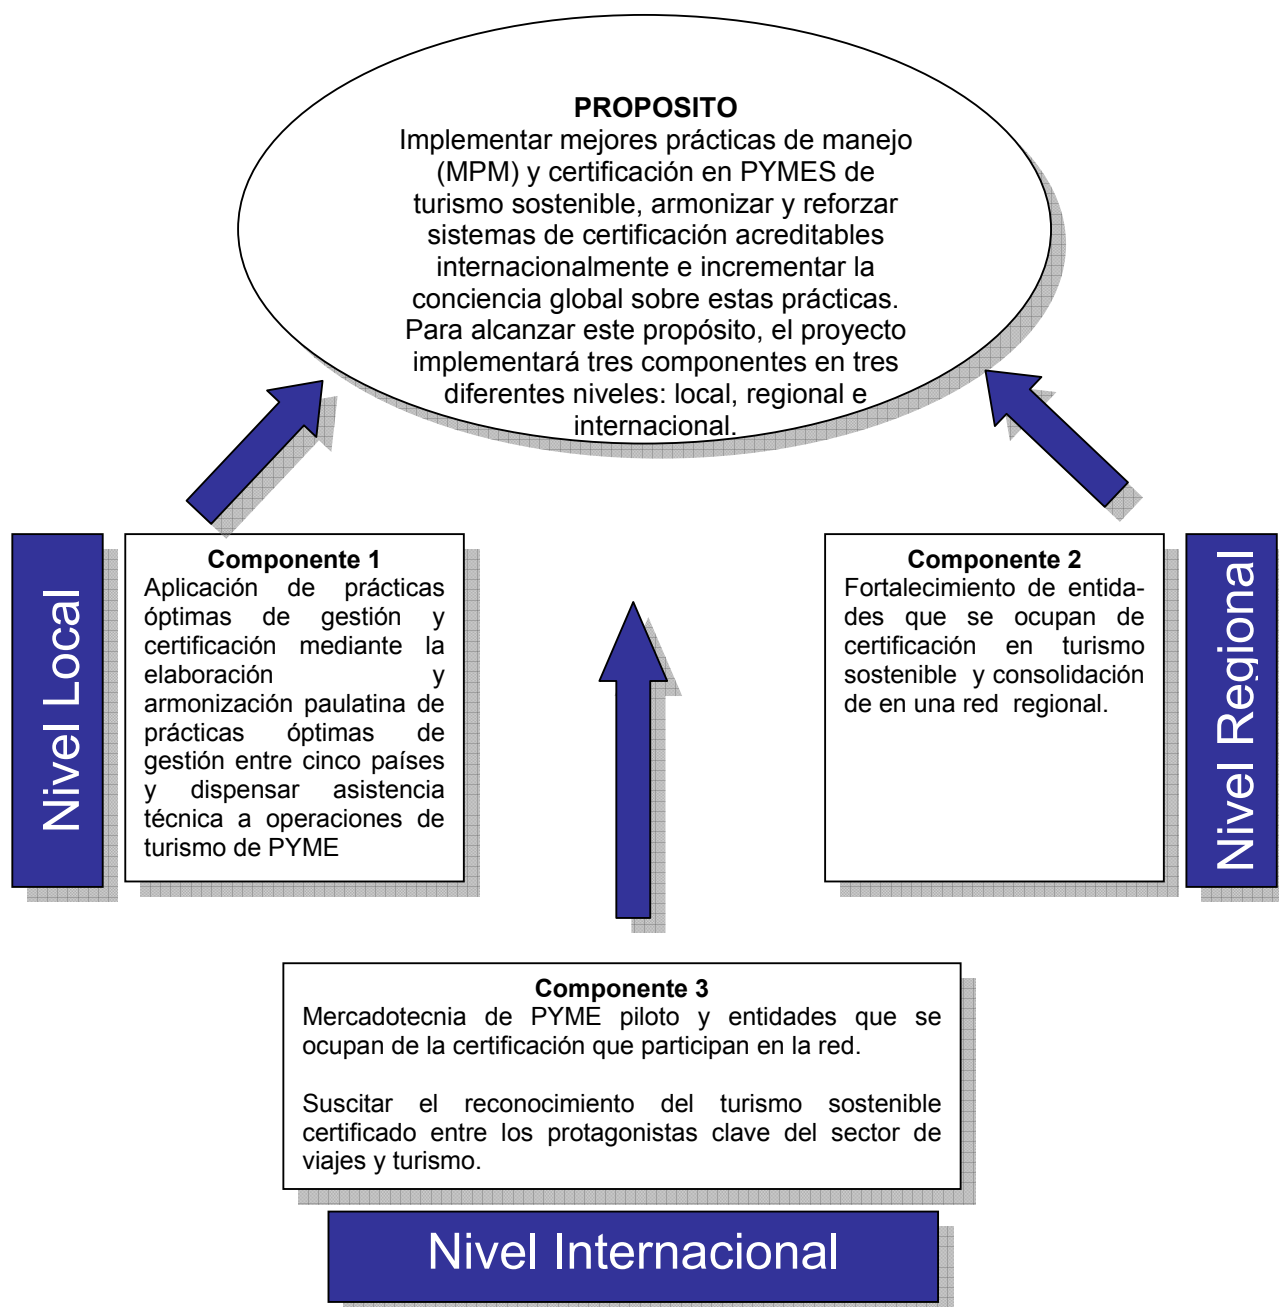 PROPOSITO
Implementar mejores prácticas de manejo
(MPM) y certificación en PYMES de
turismo sostenible, armonizar y reforzar
sistemas de certificación acreditables
internacionalmente e incrementar la
conciencia global sobre estas prácticas.
Para alcanzar este propósito, el proyecto
implementará tres componentes en tres
diferentes niveles: local, regional e
internacional.
Nivel Local
Componente 1
Aplicación de prácticas
óptimas de gestión y
certificación mediante la
elaboración y
armonización paulatina de
prácticas óptimas de
gestión entre cinco países
y dispensar asistencia
técnica a operaciones de
turismo de PYME
Componente 2
Fortalecimiento de entida-
des que se ocupan de
certificación en turismo
sostenible y consolidación
de en una red regional.
Nivel Regional
Componente 3
Mercadotecnia de PYME piloto y entidades que se
ocupan de la certificación que participan en la red.
Suscitar el reconocimiento del turismo sostenible
certificado entre los protagonistas clave del sector de
viajes y turismo.
Nivel Internacional